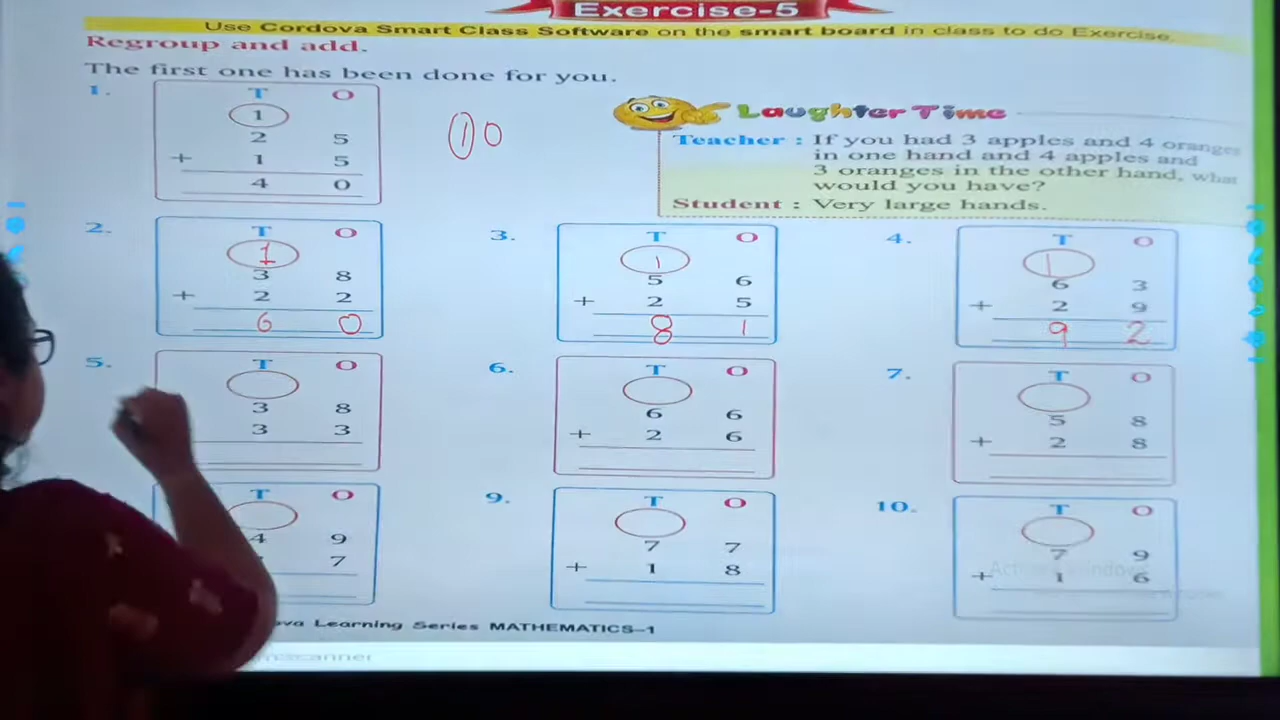 Exercise-5
Use Cordova Smart Class Software on the smart board in class to do Exercise.
Regroup and add.
The first one has been done for you.
1.
T O
1
2 5
+ 1 5
4 0
10
Laughter Time
Teacher : If you had 3 apples and 4 oranges
in one hand and 4 apples and
3 oranges in the other hand, what
would you have?
Student : Very large hands.
2.
T O
1
3 8
+ 2 2
6 0
3.
T O
1
5 6
+ 2 5
8 1
4.
T O
1
6 3
+ 2 9
9 2
5.
T O
3 8
3 3
6.
T O
6 6
+ 2 6
7.
T O
5 8
+ 2 8
T O
4 9
7
9.
T O
7 7
+ 1 8
10.
T O
7 9
+ 1 6
Learning Series MATHEMATICS–1